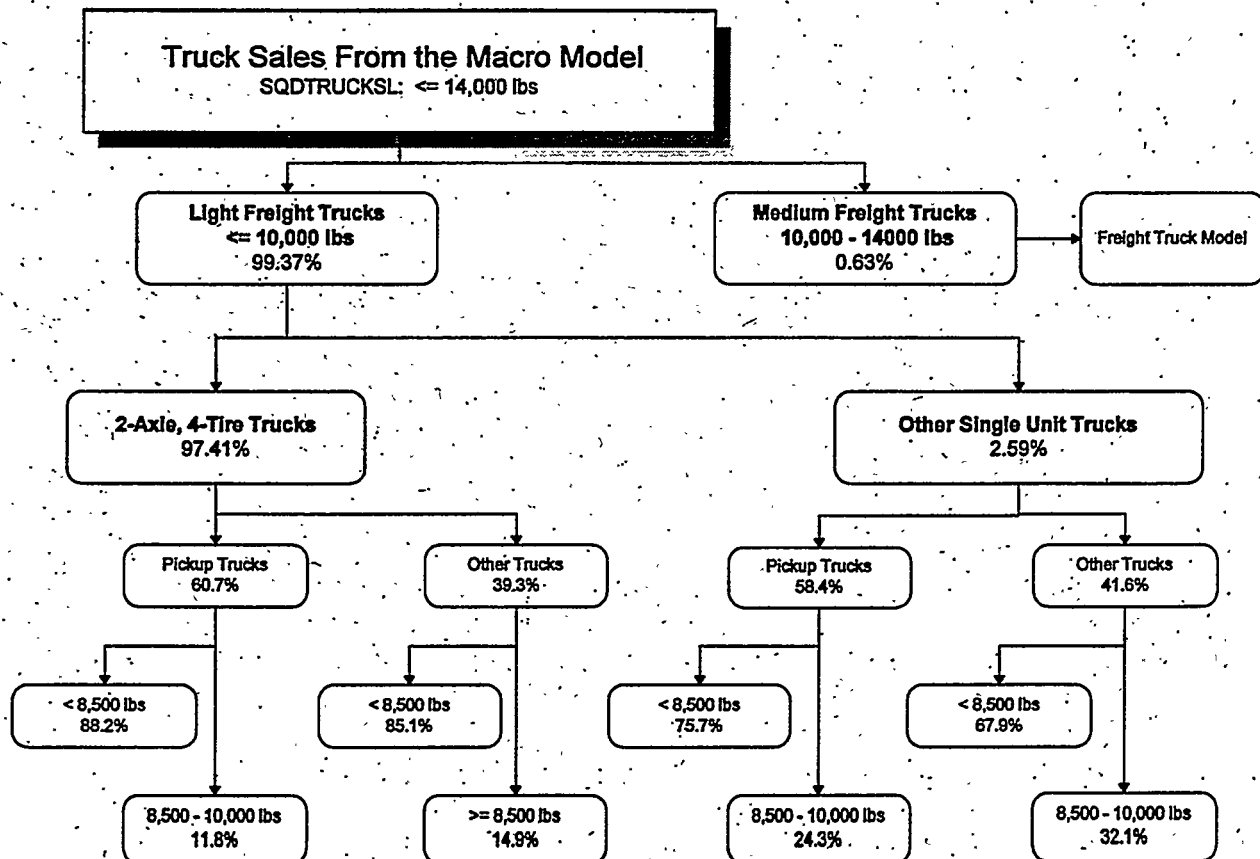 Truck Sales From the Macro Model
SQDTRUCKSL: <= 14,000 lbs
Light Freight Trucks
<= 10,000 lbs
99.37%
Medium Freight Trucks
10,000 - 14000 lbs
0.63%
Freight Truck Model
2-Axle, 4-Tire Trucks
97.41%
Other Single Unit Trucks
2.59%
Pickup Trucks
60.7%
Other Trucks
39.3%
Pickup Trucks
58.4%
Other Trucks
41.6%
< 8,500 lbs
88.2%
< 8,500 lbs
85.1%
< 8,500 lbs
75.7%
< 8,500 lbs
67.9%
8,500 - 10,000 lbs
11.8%
>= 8,500 lbs
14.9%
8,500 - 10,000 lbs
24.3%
8,500 - 10,000 lbs
32.1%